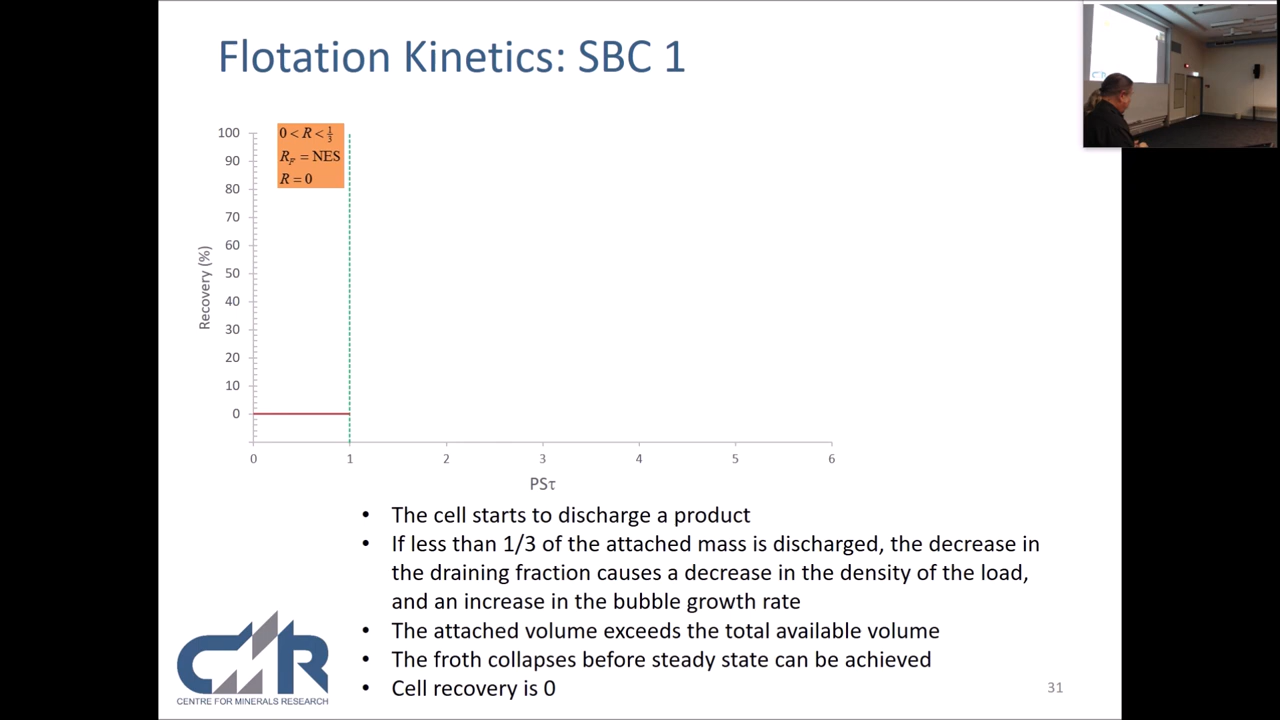 Flotation Kinetics: SBC 1
0 < R < 1/3
R_F = NES
R = 0
100
90
80
70
60
50
40
30
20
10
0
Recovery (%)
0 1 2 3 4 5 6
PSτ
• The cell starts to discharge a product
• If less than 1/3 of the attached mass is discharged, the decrease in
the draining fraction causes a decrease in the density of the load,
and an increase in the bubble growth rate
• The attached volume exceeds the total available volume
• The froth collapses before steady state can be achieved
• Cell recovery is 0
CMR
CENTRE FOR MINERALS RESEARCH
31